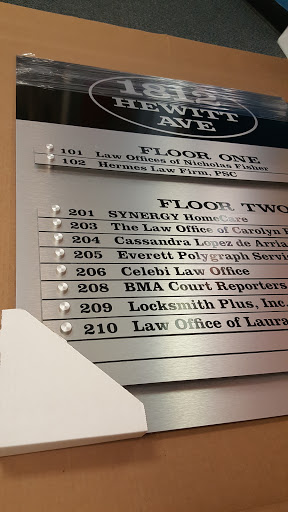 1812
HEWITT
AVE
FLOOR ONE
101 Law Offices of Nicholas Fisher
102 Hermes Law Firm, PSC
FLOOR TWO
201 SYNERGY HomeCare
203 The Law Office of Carolyn
204 Cassandra Lopez de Arria
205 Everett Polygraph Servi
206 Celebi Law Office
208 BMA Court Reporters
209 Locksmith Plus, Inc.
210 Law Office of Laura